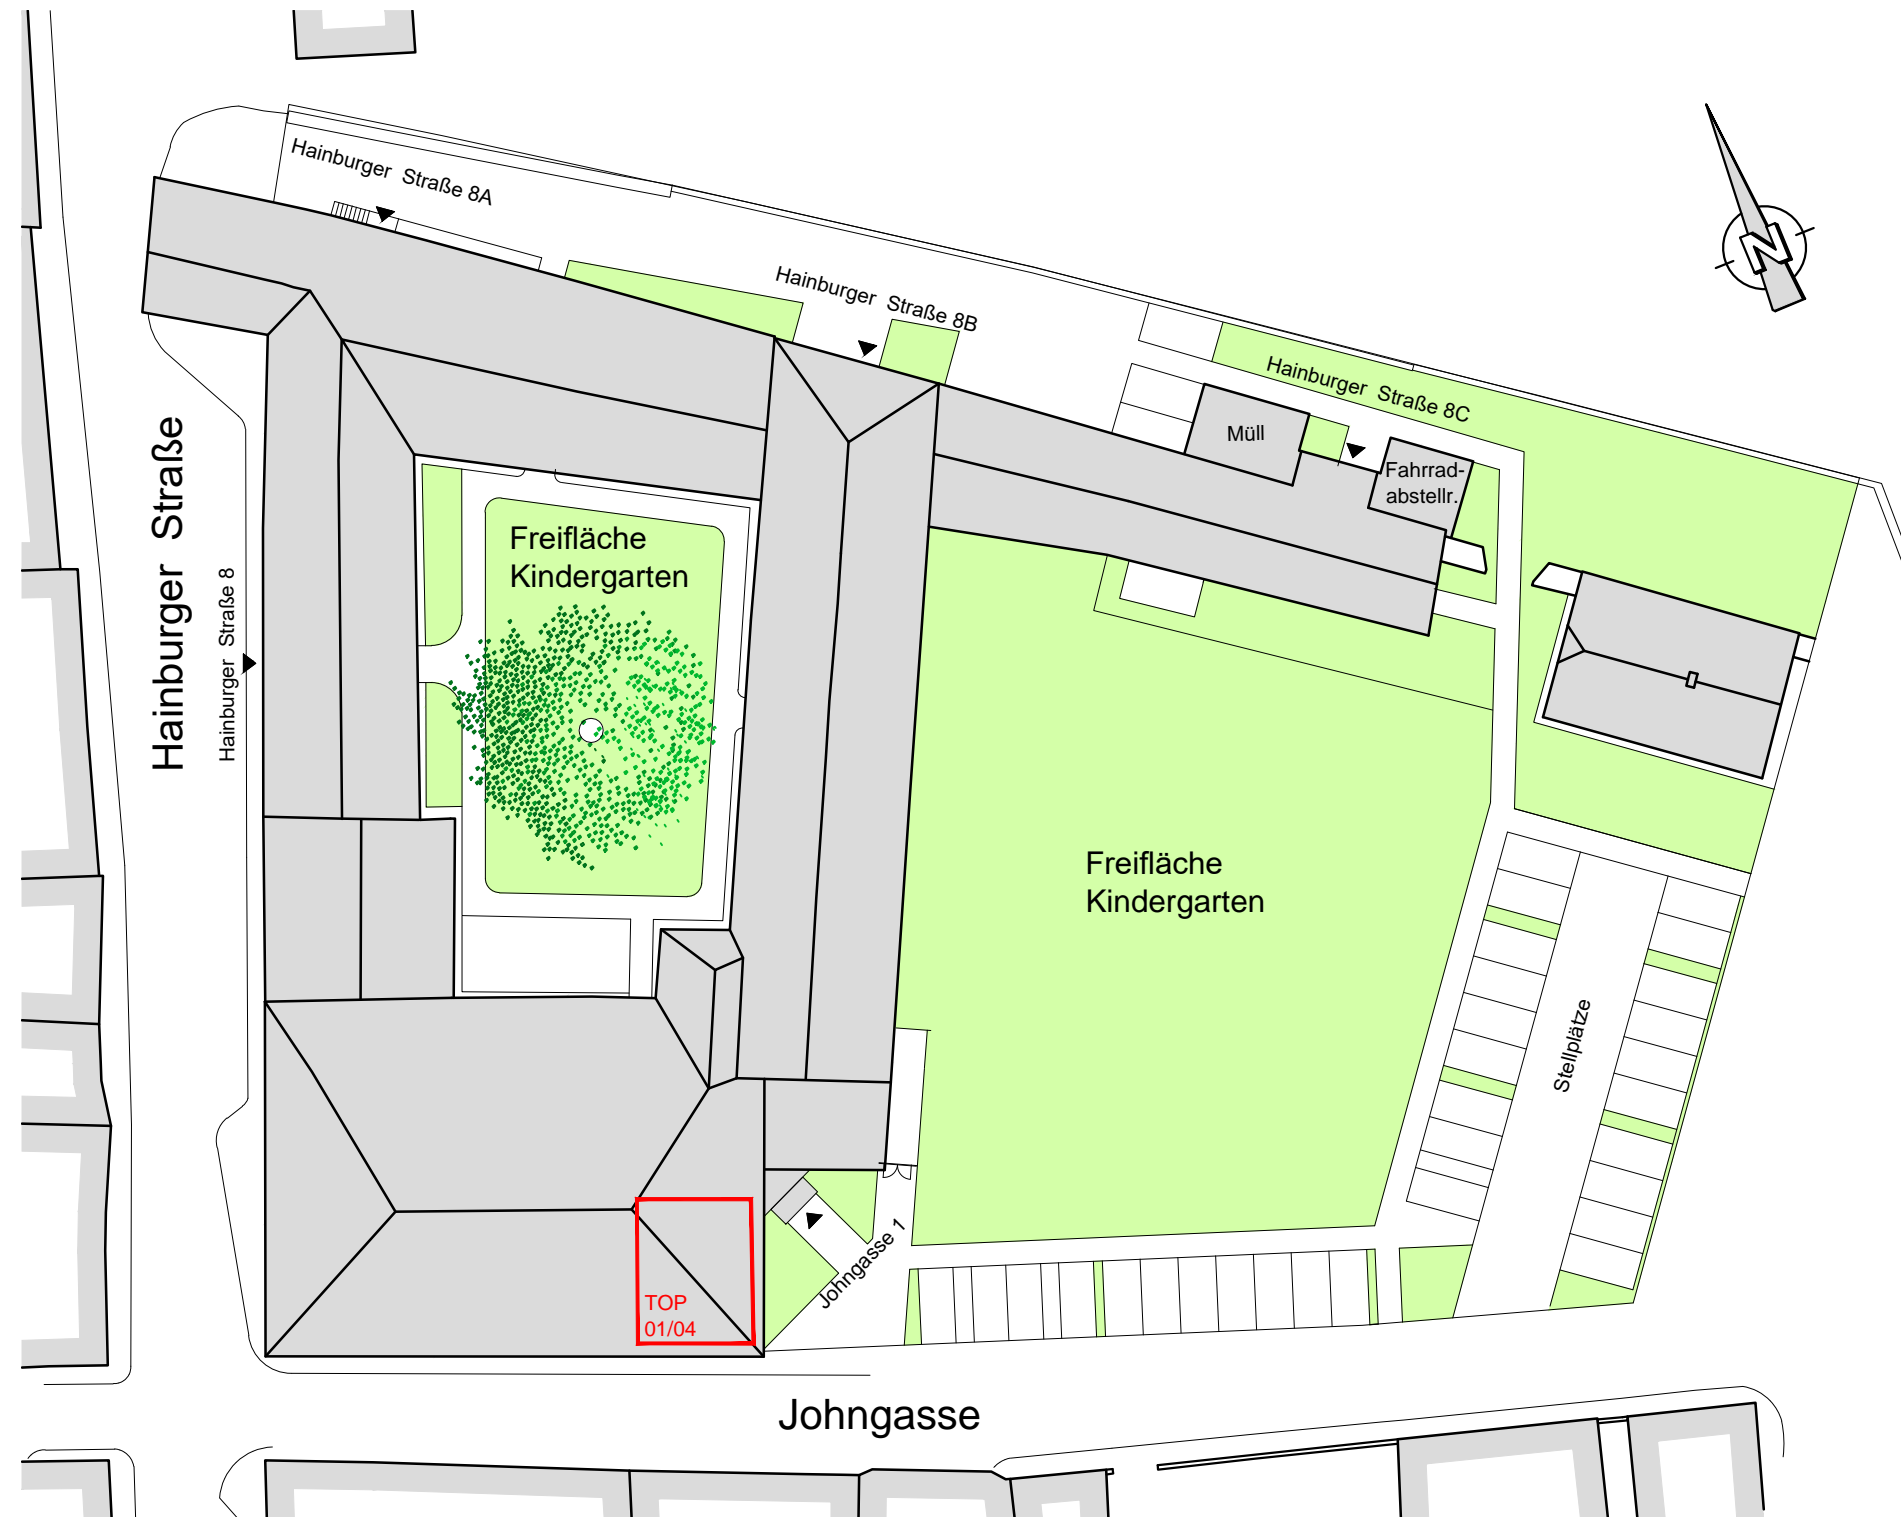 Hainburger Straße 8A
Hainburger Straße 8B
N
Hainburger Straße 8C
Müll
Fahrrad-
abstellr.
Hainburger Straße
Hainburger Straße 8
Freifläche
Kindergarten
Freifläche
Kindergarten
Stellplätze
Johngasse 1
TOP
01/04
Johngasse